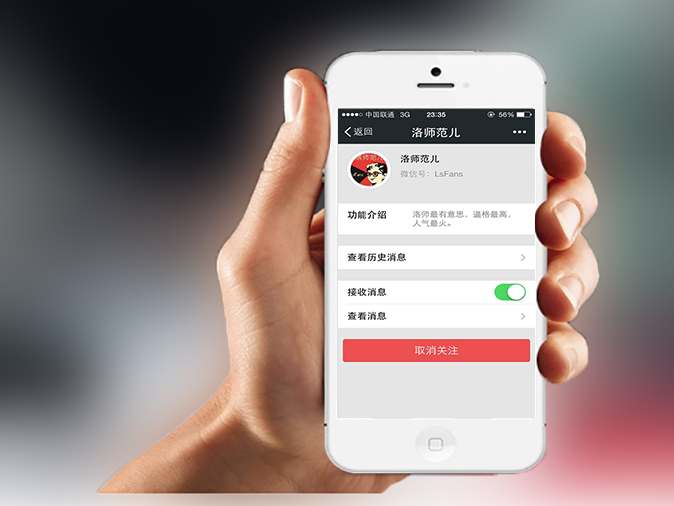 中国联通 3G 23:35 56%
返回 洛师范儿
洛师范儿
微信号：LsFans
功能介绍 洛师最有意思、逼格最高、
人气最火。
查看历史消息
接收消息
查看消息
取消关注